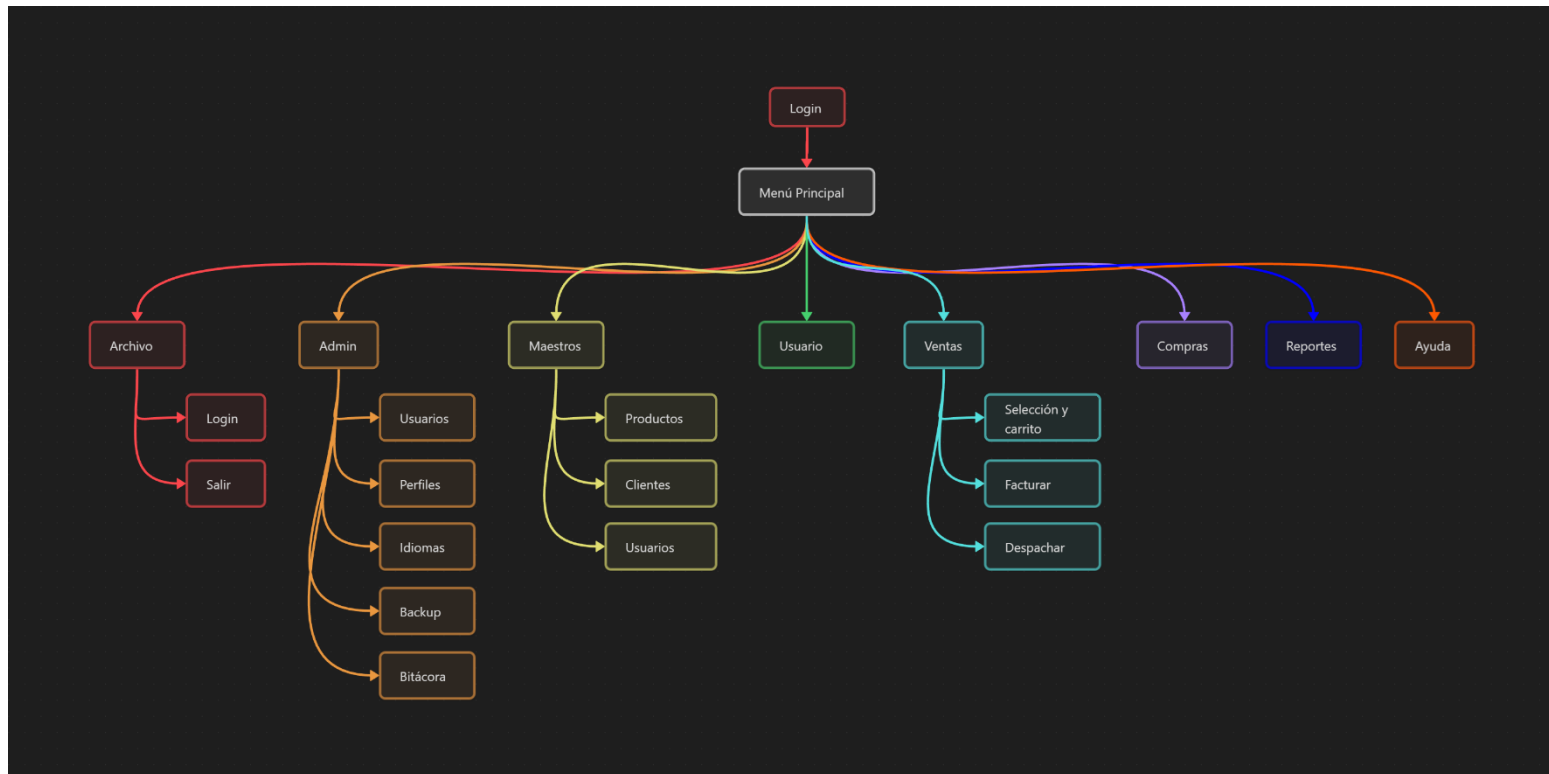 Login
Menú Principal
Archivo
Admin
Maestros
Usuario
Ventas
Compras
Reportes
Ayuda
Login
Salir
Usuarios
Perfiles
Idiomas
Backup
Bitácora
Productos
Clientes
Usuarios
Selección y
carrito
Facturar
Despachar